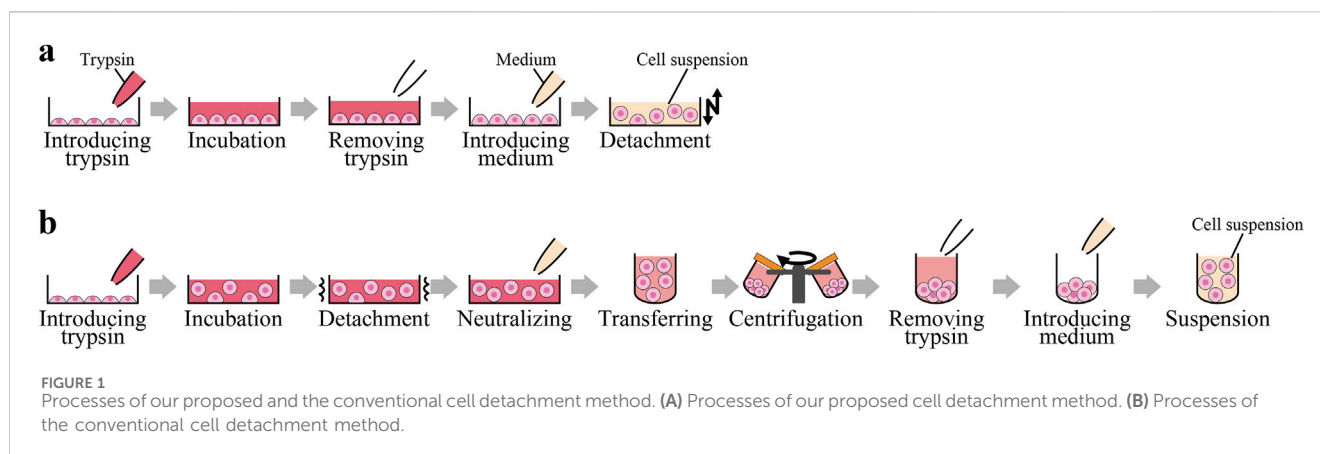 a
Trypsin
Medium
Cell suspension
Introducing trypsin
Incubation
Removing trypsin
Introducing medium
Detachment
b
Cell suspension
Introducing trypsin
Incubation
Detachment
Neutralizing
Transferring
Centrifugation
Removing trypsin
Introducing medium
Suspension
FIGURE 1
Processes of our proposed and the conventional cell detachment method. (A) Processes of our proposed cell detachment method. (B) Processes of
the conventional cell detachment method.